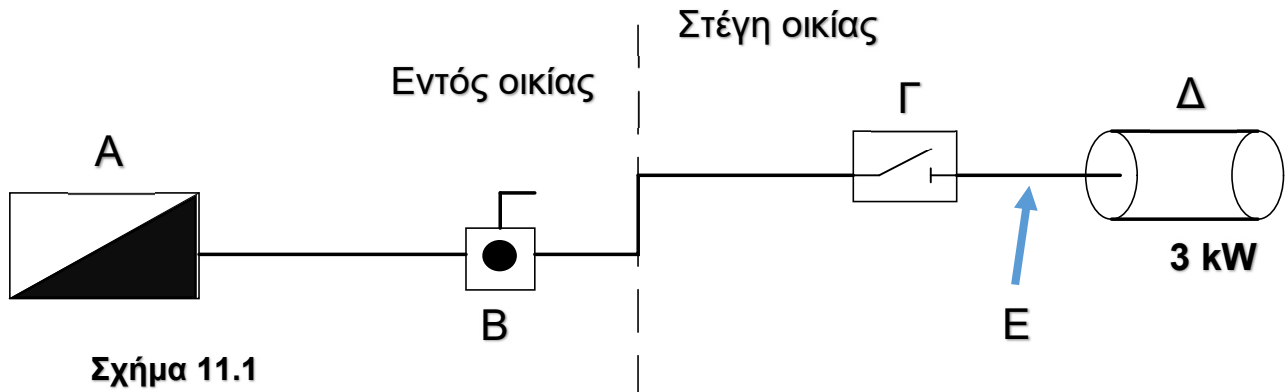 Στέγη οικίας
Εντός οικίας
Α
Β
Γ
Δ
3 kW
Ε
Σχήμα 11.1